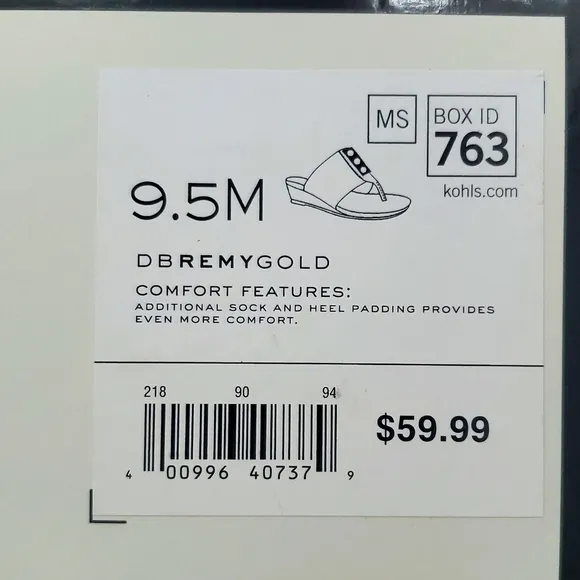 MS
BOX ID
763
kohls.com
9.5M
DBREMYGOLD
COMFORT FEATURES:
ADDITIONAL SOCK AND HEEL PADDING PROVIDES
EVEN MORE COMFORT.
218 90 94
$59.99
4 00996 40737 9